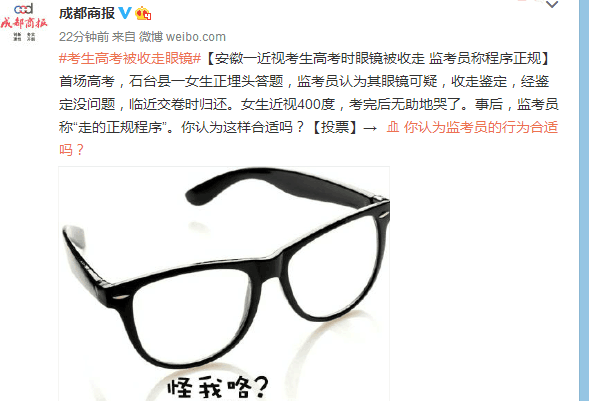 成都商报
22分钟前 来自 微博 weibo.com
#考生高考被收走眼镜#【安徽一近视考生高考时眼镜被收走 监考员称程序正规】
首场高考，石台县一女生正埋头答题，监考员认为其眼镜可疑，收走鉴定，经鉴
定没问题，临近交卷时归还。女生近视400度，考完后无助地哭了。事后，监考员
称“走的正规程序”。你认为这样合适吗？【投票】→ 你认为监考员的行为合适
吗？
怪我咯?
成都商报